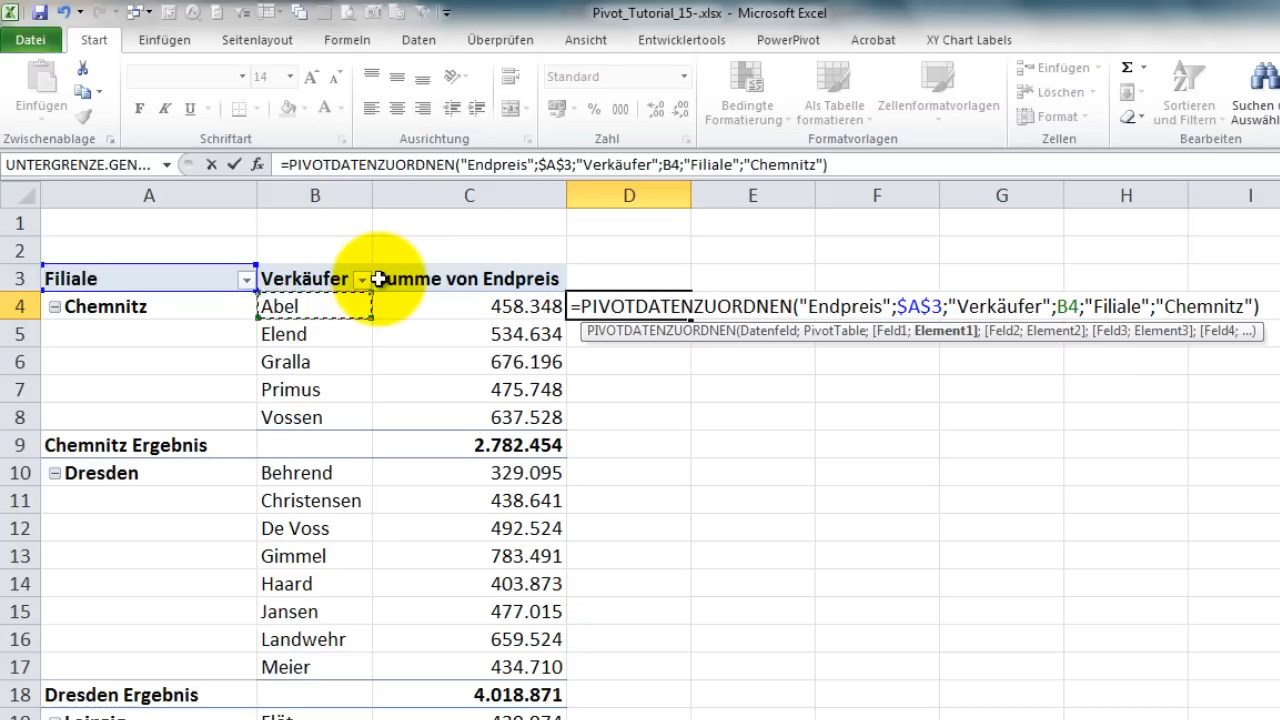 Pivot_Tutorial_15-.xlsx - Microsoft Excel
Datei Start Einfügen Seitenlayout Formeln Daten Überprüfen Ansicht Entwicklertools PowerPivot Acrobat XY Chart Labels
14 Standard Einfügen
Einfügen F K U A % 000 Bedingte Formatierung Als Tabelle formatieren Zellenformatvorlagen Löschen Format Σ Sortieren und Filtern Suchen
Zwischenablage Schriftart Ausrichtung Zahl Formatvorlagen Zellen Bearbeiten
UNTERGRENZE.GEN... fx =PIVOTDATENZUORDNEN("Endpreis";$A$3;"Verkäufer";B4;"Filiale";"Chemnitz")
A B C D E F G H I
1
2
3 Filiale Verkäufer Summe von Endpreis
4 Chemnitz Abel 458.348 =PIVOTDATENZUORDNEN("Endpreis";$A$3;"Verkäufer";B4;"Filiale";"Chemnitz")
5 Elend 534.634 PIVOTDATENZUORDNEN(Datenfeld; PivotTable; [Feld1; Element1]; [Feld2; Element2]; [Feld3; Element3]; [Feld4; ...)
6 Gralla 676.196
7 Primus 475.748
8 Vossen 637.528
9 Chemnitz Ergebnis 2.782.454
10 Dresden Behrend 329.095
11 Christensen 438.641
12 De Voss 492.524
13 Gimmel 783.491
14 Haard 403.873
15 Jansen 477.015
16 Landwehr 659.524
17 Meier 434.710
18 Dresden Ergebnis 4.018.871